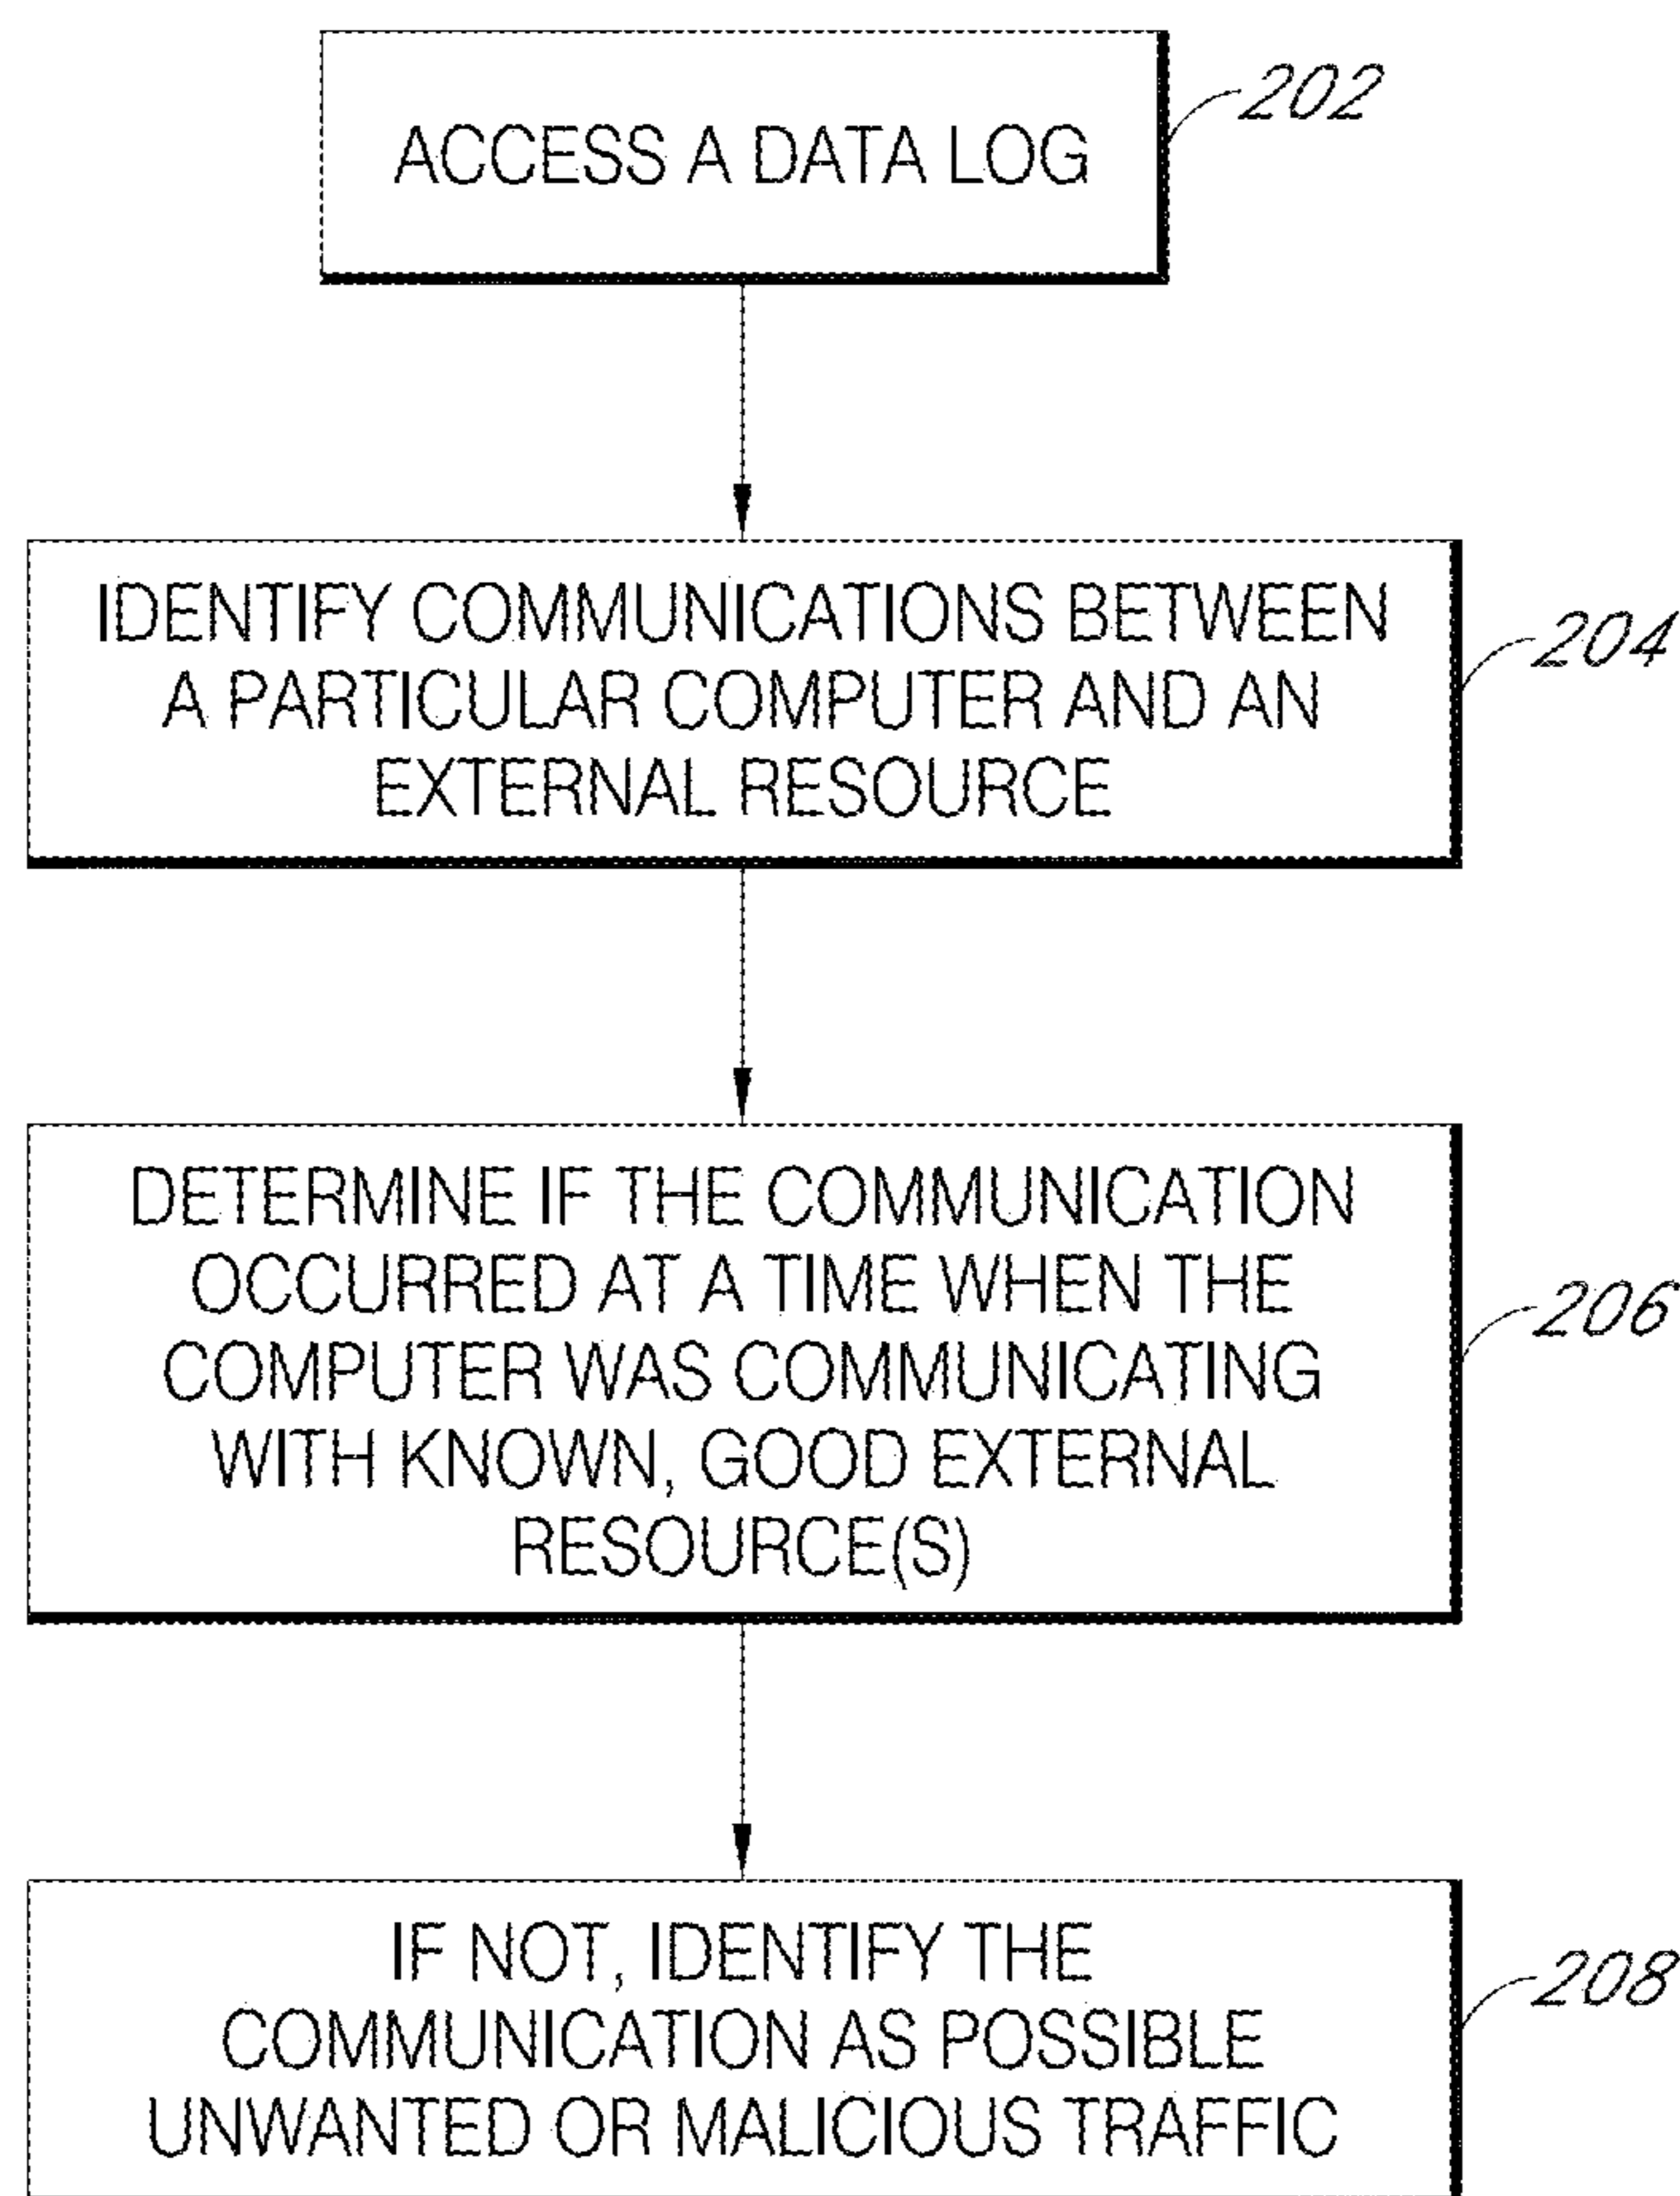 ACCESS A DATA LOG
202
IDENTIFY COMMUNICATIONS BETWEEN
A PARTICULAR COMPUTER AND AN
EXTERNAL RESOURCE
204
DETERMINE IF THE COMMUNICATION
OCCURRED AT A TIME WHEN THE
COMPUTER WAS COMMUNICATING
WITH KNOWN, GOOD EXTERNAL
RESOURCE(S)
206
IF NOT, IDENTIFY THE
COMMUNICATION AS POSSIBLE
UNWANTED OR MALICIOUS TRAFFIC
208